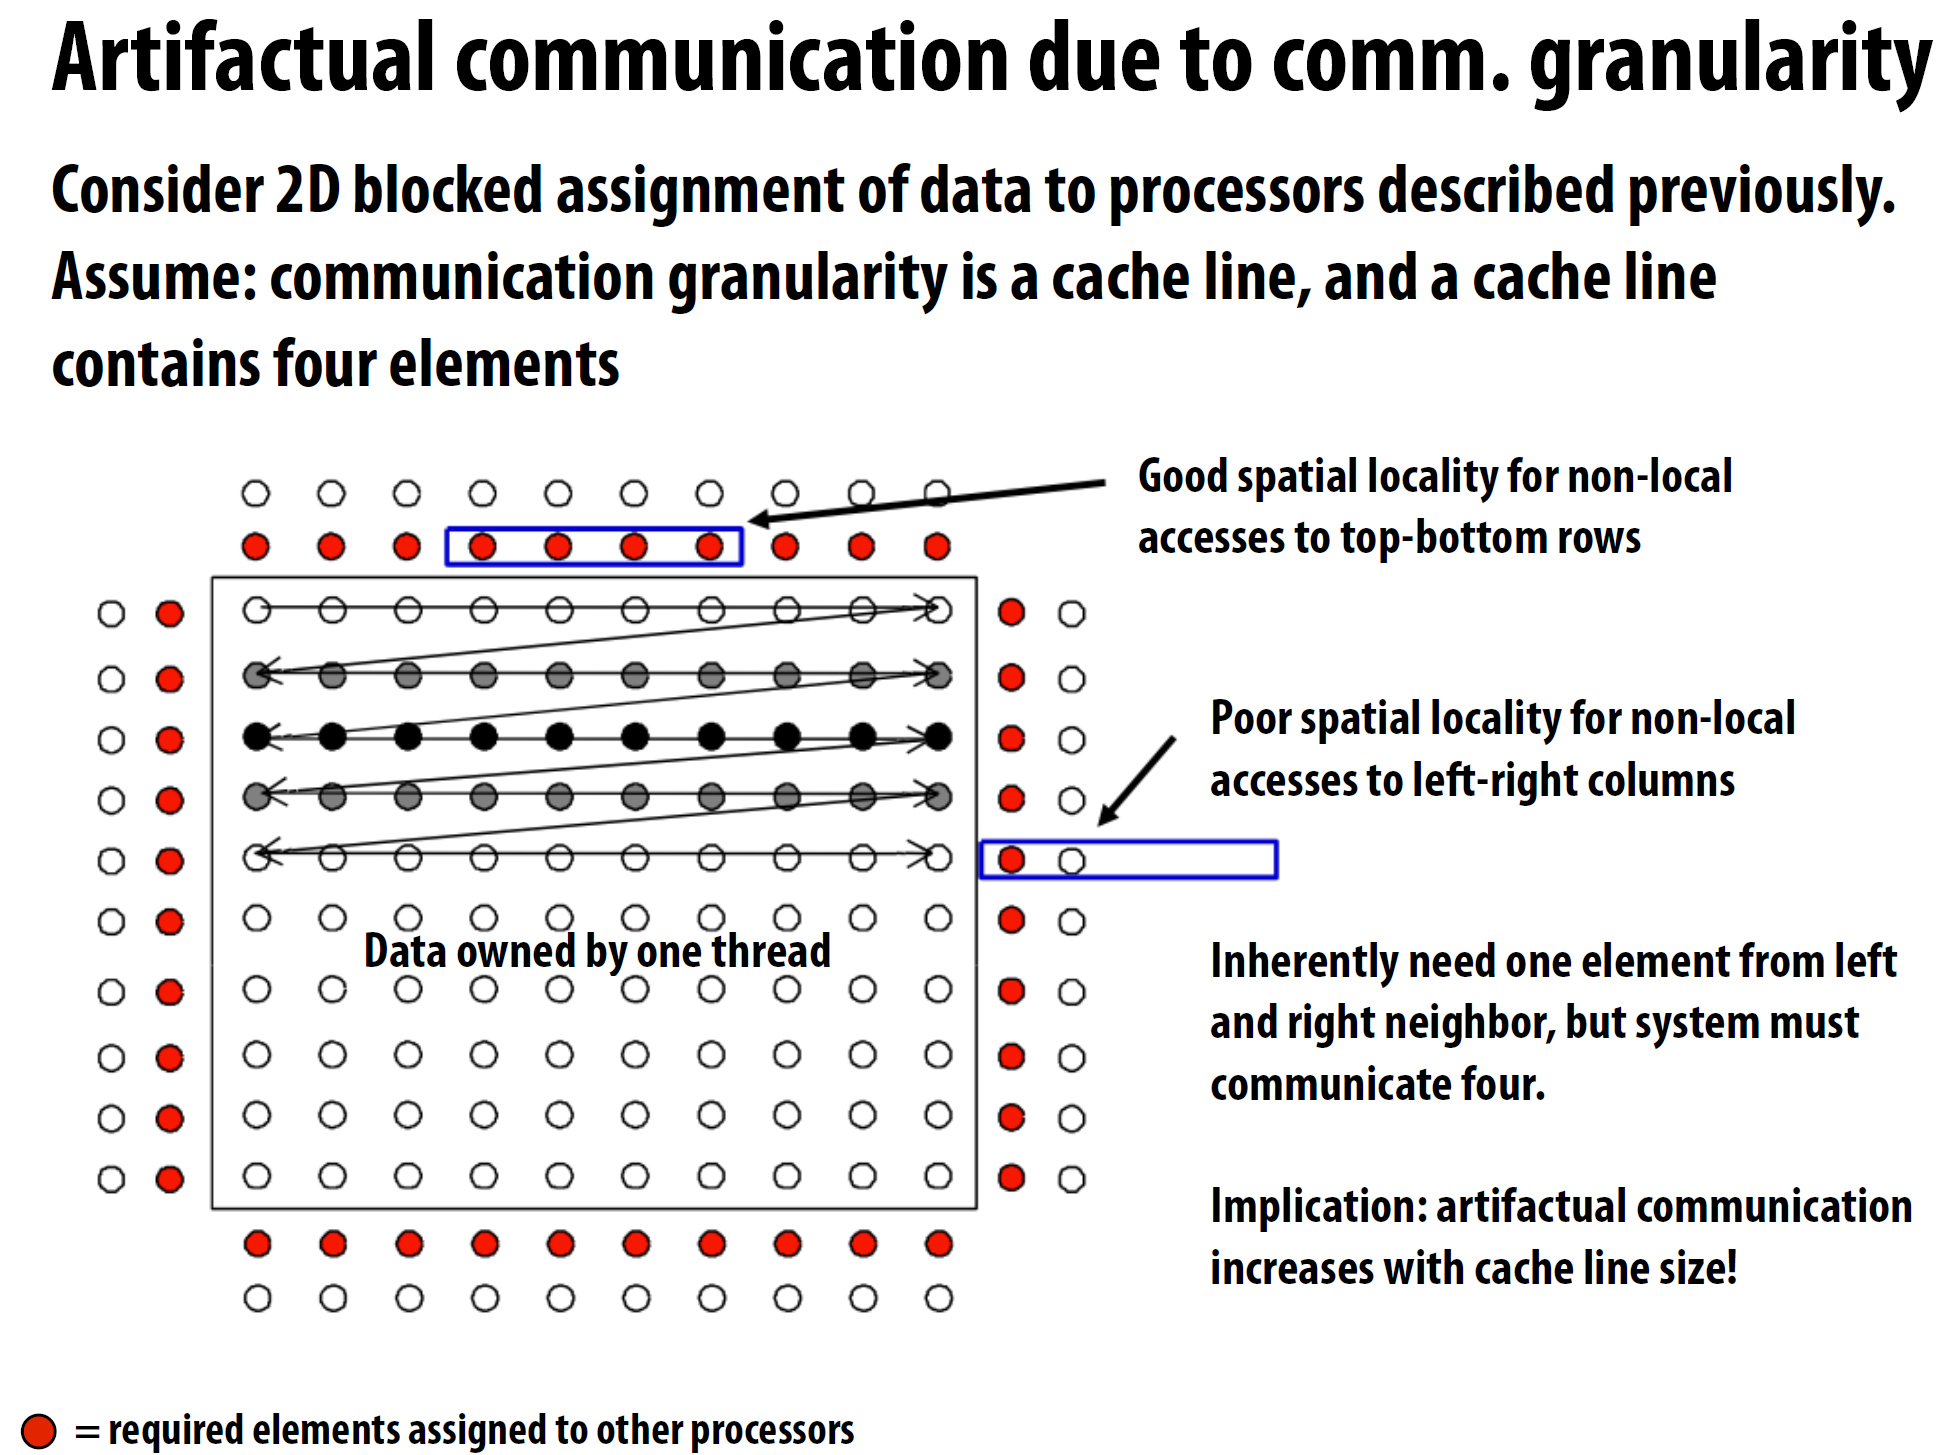 Artifactual communication due to comm. granularity
Consider 2D blocked assignment of data to processors described previously.
Assume: communication granularity is a cache line, and a cache line
contains four elements
Good spatial locality for non-local
accesses to top-bottom rows
Poor spatial locality for non-local
accesses to left-right columns
Data owned by one thread
Inherently need one element from left
and right neighbor, but system must
communicate four.
Implication: artifactual communication
increases with cache line size!
= required elements assigned to other processors